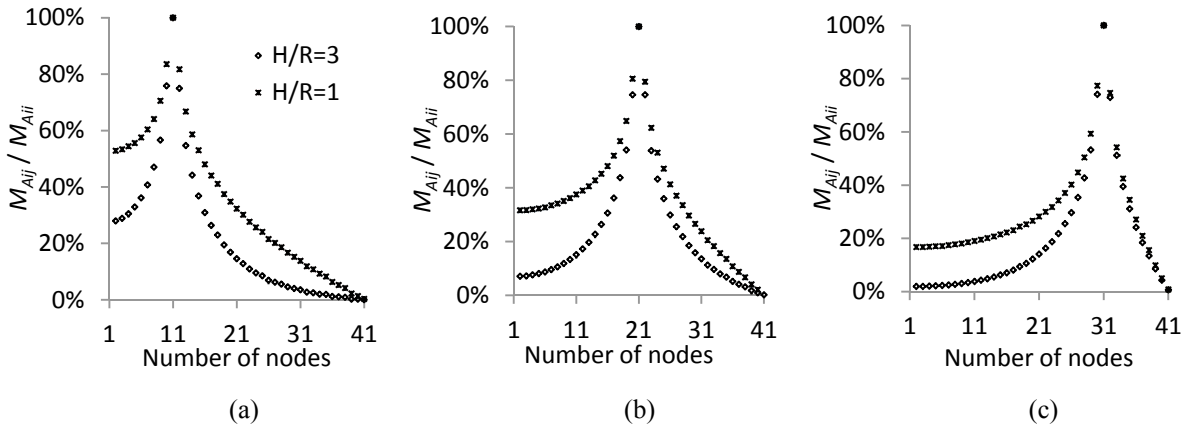 100%
80%
60%
40%
20%
0%
M_Aij / M_Aii
H/R=3
H/R=1
1 11 21 31 41
Number of nodes
(a)
100%
80%
60%
40%
20%
0%
M_Aij / M_Aii
1 11 21 31 41
Number of nodes
(b)
100%
80%
60%
40%
20%
0%
M_Aij / M_Aii
1 11 21 31 41
Number of nodes
(c)